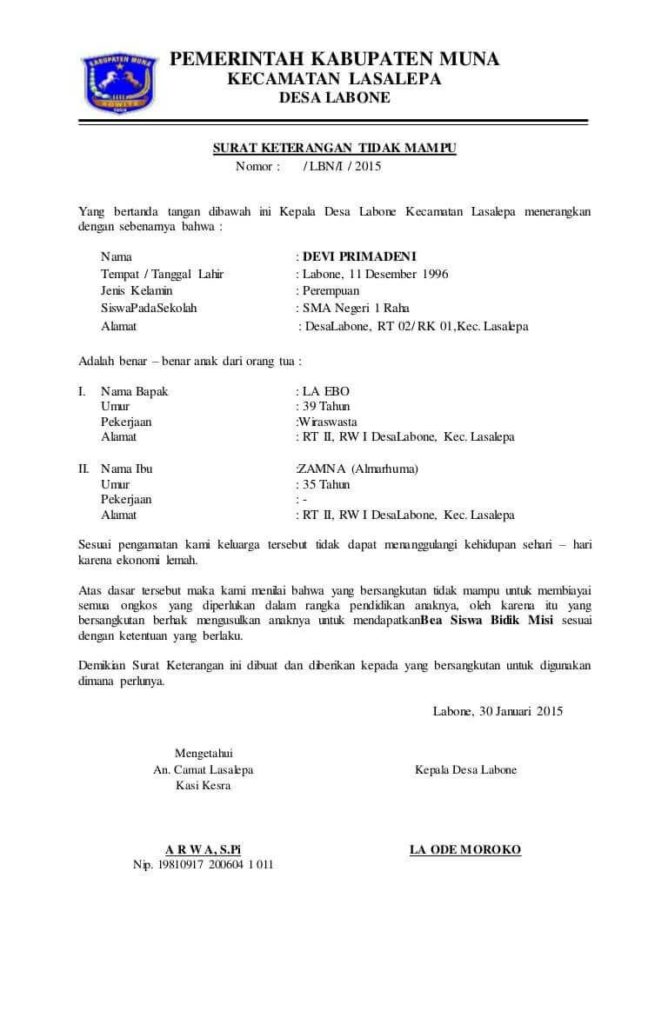 PEMERINTAH KABUPATEN MUNA
KECAMATAN LASALEPA
DESA LABONE
KABUPATEN MUNA
SURAT KETERANGAN TIDAK MAMPU
Nomor : / LBN/I / 2015
Yang bertanda tangan dibawah ini Kepala Desa Labone Kecamatan Lasalepa menerangkan
dengan sebenarnya bahwa :
Nama : DEVI PRIMADENI
Tempat / Tanggal Lahir : Labone, 11 Desember 1996
Jenis Kelamin : Perempuan
SiswaPadaSekolah : SMA Negeri 1 Raha
Alamat : DesaLabone, RT 02/ RK 01,Kec. Lasalepa
Adalah benar – benar anak dari orang tua :
I. Nama Bapak : LA EBO
Umur : 39 Tahun
Pekerjaan :Wiraswasta
Alamat : RT II, RW I DesaLabone, Kec. Lasalepa
II. Nama Ibu :ZAMNA (Almarhuma)
Umur : 35 Tahun
Pekerjaan : -
Alamat : RT II, RW I DesaLabone, Kec. Lasalepa
Sesuai pengamatan kami keluarga tersebut tidak dapat menanggulangi kehidupan sehari – hari
karena ekonomi lemah.
Atas dasar tersebut maka kami menilai bahwa yang bersangkutan tidak mampu untuk membiayai
semua ongkos yang diperlukan dalam rangka pendidikan anaknya, oleh karena itu yang
bersangkutan berhak mengusulkan anaknya untuk mendapatkanBea Siswa Bidik Misi sesuai
dengan ketentuan yang berlaku.
Demikian Surat Keterangan ini dibuat dan diberikan kepada yang bersangkutan untuk digunakan
dimana perlunya.
Labone, 30 Januari 2015
Mengetahui
An. Camat Lasalepa
Kasi Kesra
Kepala Desa Labone
A R W A, S.Pi
Nip. 19810917 200604 1 011
LA ODE MOROKO